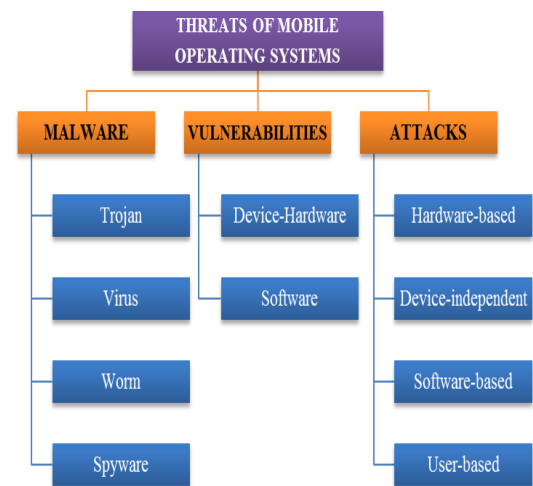 THREATS OF MOBILE
OPERATING SYSTEMS
MALWARE
Trojan
Virus
Worm
Spyware
VULNERABILITIES
Device-Hardware
Software
ATTACKS
Hardware-based
Device-independent
Software-based
User-based